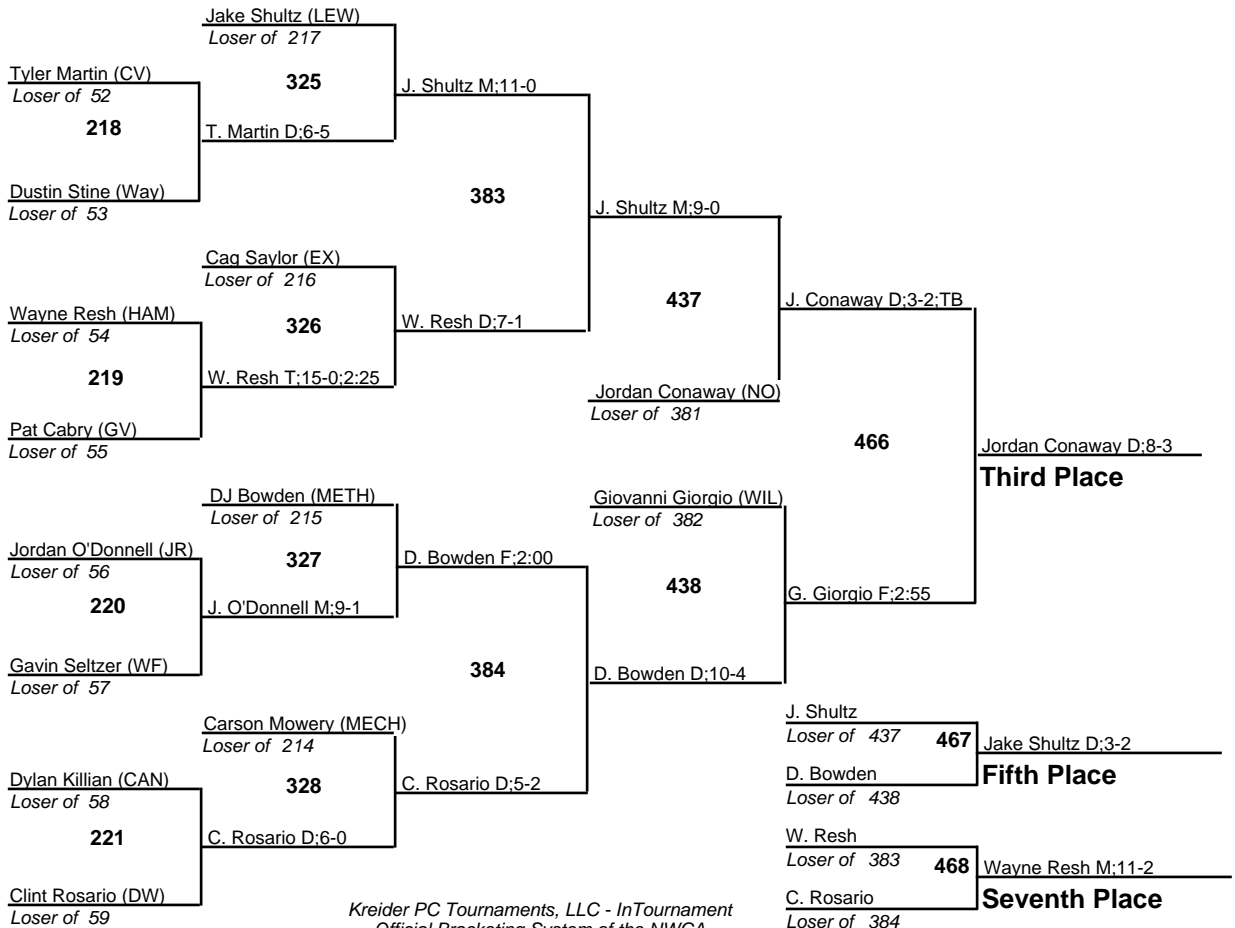 Jake Shultz (LEW)
Loser of 217
Tyler Martin (CV)
Loser of 52
325
J. Shultz M;11-0
218
T. Martin D;6-5
Dustin Stine (Way)
Loser of 53
383
J. Shultz M;9-0
Cag Saylor (EX)
Loser of 216
Wayne Resh (HAM)
Loser of 54
326
W. Resh D;7-1
437
J. Conaway D;3-2;TB
219
W. Resh T;15-0;2:25
Jordan Conaway (NO)
Loser of 381
Pat Cabry (GV)
Loser of 55
466
Jordan Conaway D;8-3
Third Place
DJ Bowden (METH)
Loser of 215
Giovanni Giorgio (WIL)
Loser of 382
Jordan O'Donnell (JR)
Loser of 56
327
D. Bowden F;2:00
438
G. Giorgio F;2:55
220
J. O'Donnell M;9-1
Gavin Seltzer (WF)
Loser of 57
384
D. Bowden D;10-4
Carson Mowery (MECH)
Loser of 214
J. Shultz
Loser of 437
467
Jake Shultz D;3-2
Fifth Place
D. Bowden
Loser of 438
Dylan Killian (CAN)
Loser of 58
328
C. Rosario D;5-2
221
C. Rosario D;6-0
W. Resh
Loser of 383
468
Wayne Resh M;11-2
Seventh Place
C. Rosario
Loser of 384
Clint Rosario (DW)
Loser of 59
Kreider PC Tournaments, LLC - InTournament
Official Bracketing System of the NWCA